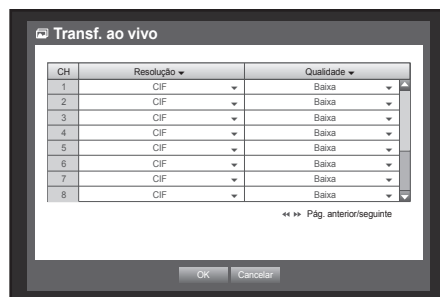 Transf. ao vivo
CH Resolução Qualidade
1 CIF Baixa
2 CIF Baixa
3 CIF Baixa
4 CIF Baixa
5 CIF Baixa
6 CIF Baixa
7 CIF Baixa
8 CIF Baixa
Pág. anterior/seguinte
OK Cancelar